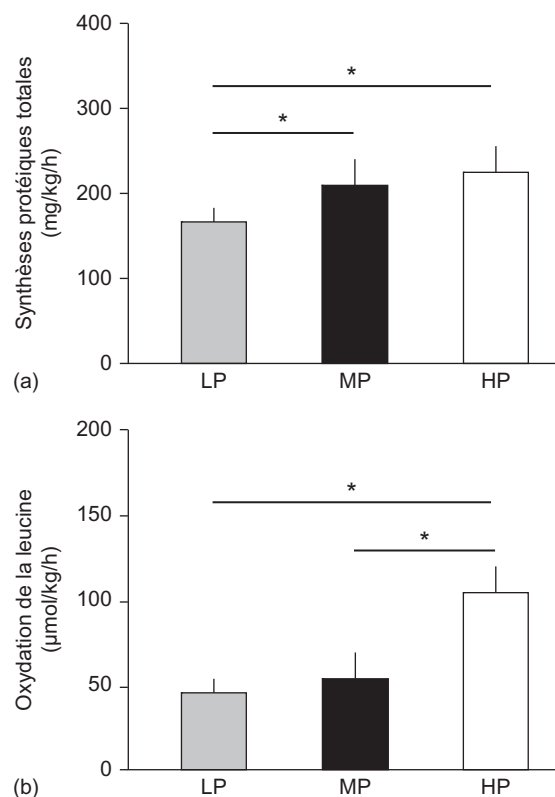 Synthèses protéiques totales
(mg/kg/h)
400
300
200
100
0
*
*
LP
MP
HP
(a)
Oxydation de la leucine
(µmol/kg/h)
200
150
100
50
0
*
*
LP
MP
HP
(b)